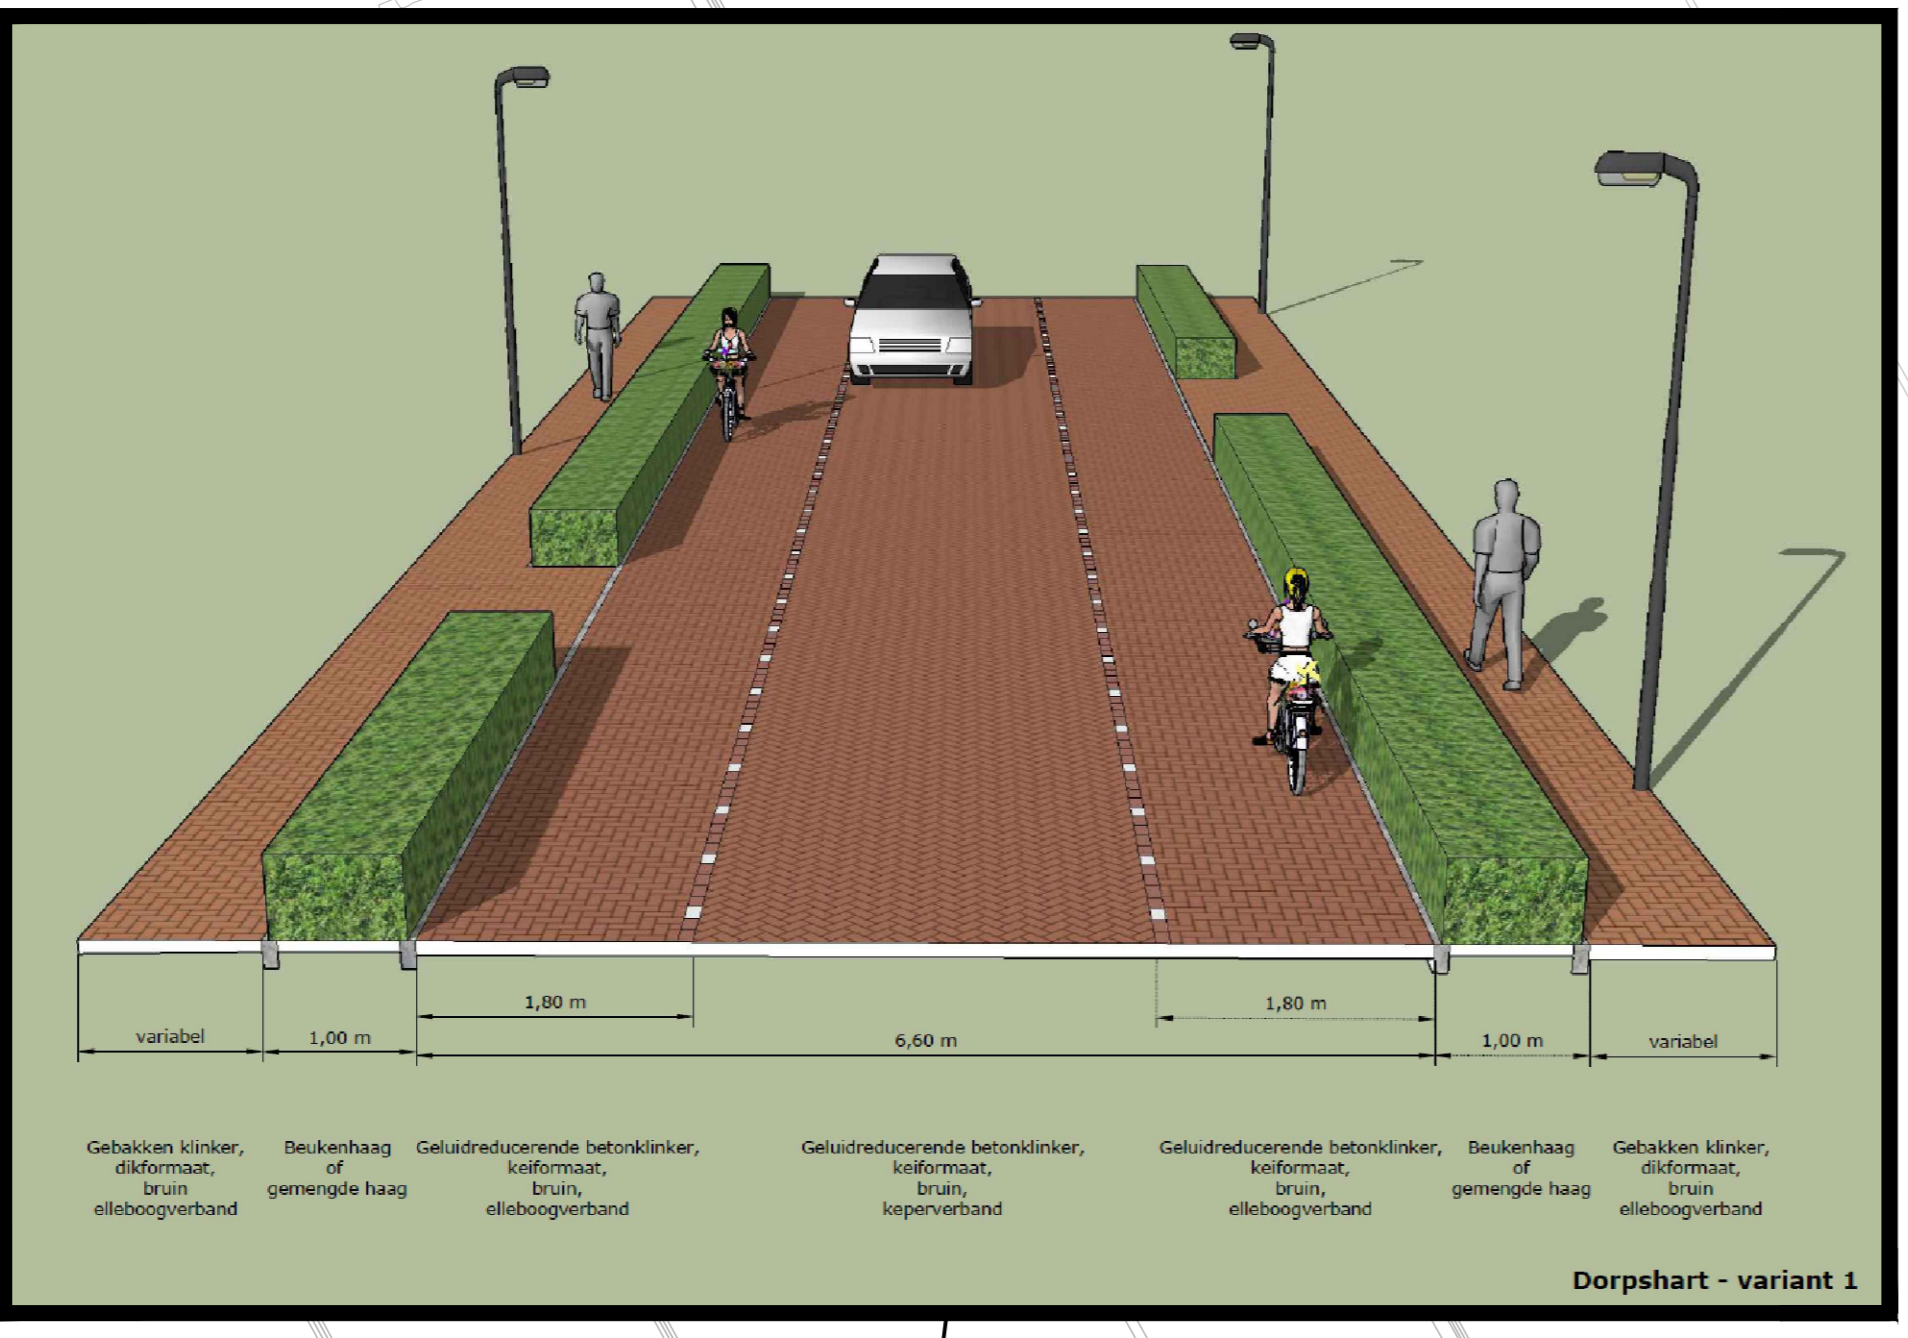 1,80 m
1,80 m
variabel
1,00 m
6,60 m
1,00 m
variabel
Gebakken klinker,
dikformaat,
bruin
elleboogverband
Beukenhaag
of
gemengde haag
Geluidreducerende betonklinker,
keiformaat,
bruin,
elleboogverband
Geluidreducerende betonklinker,
keiformaat,
bruin,
keperverband
Geluidreducerende betonklinker,
keiformaat,
bruin,
elleboogverband
Beukenhaag
of
gemengde haag
Gebakken klinker,
dikformaat,
bruin
elleboogverband
Dorpshart - variant 1